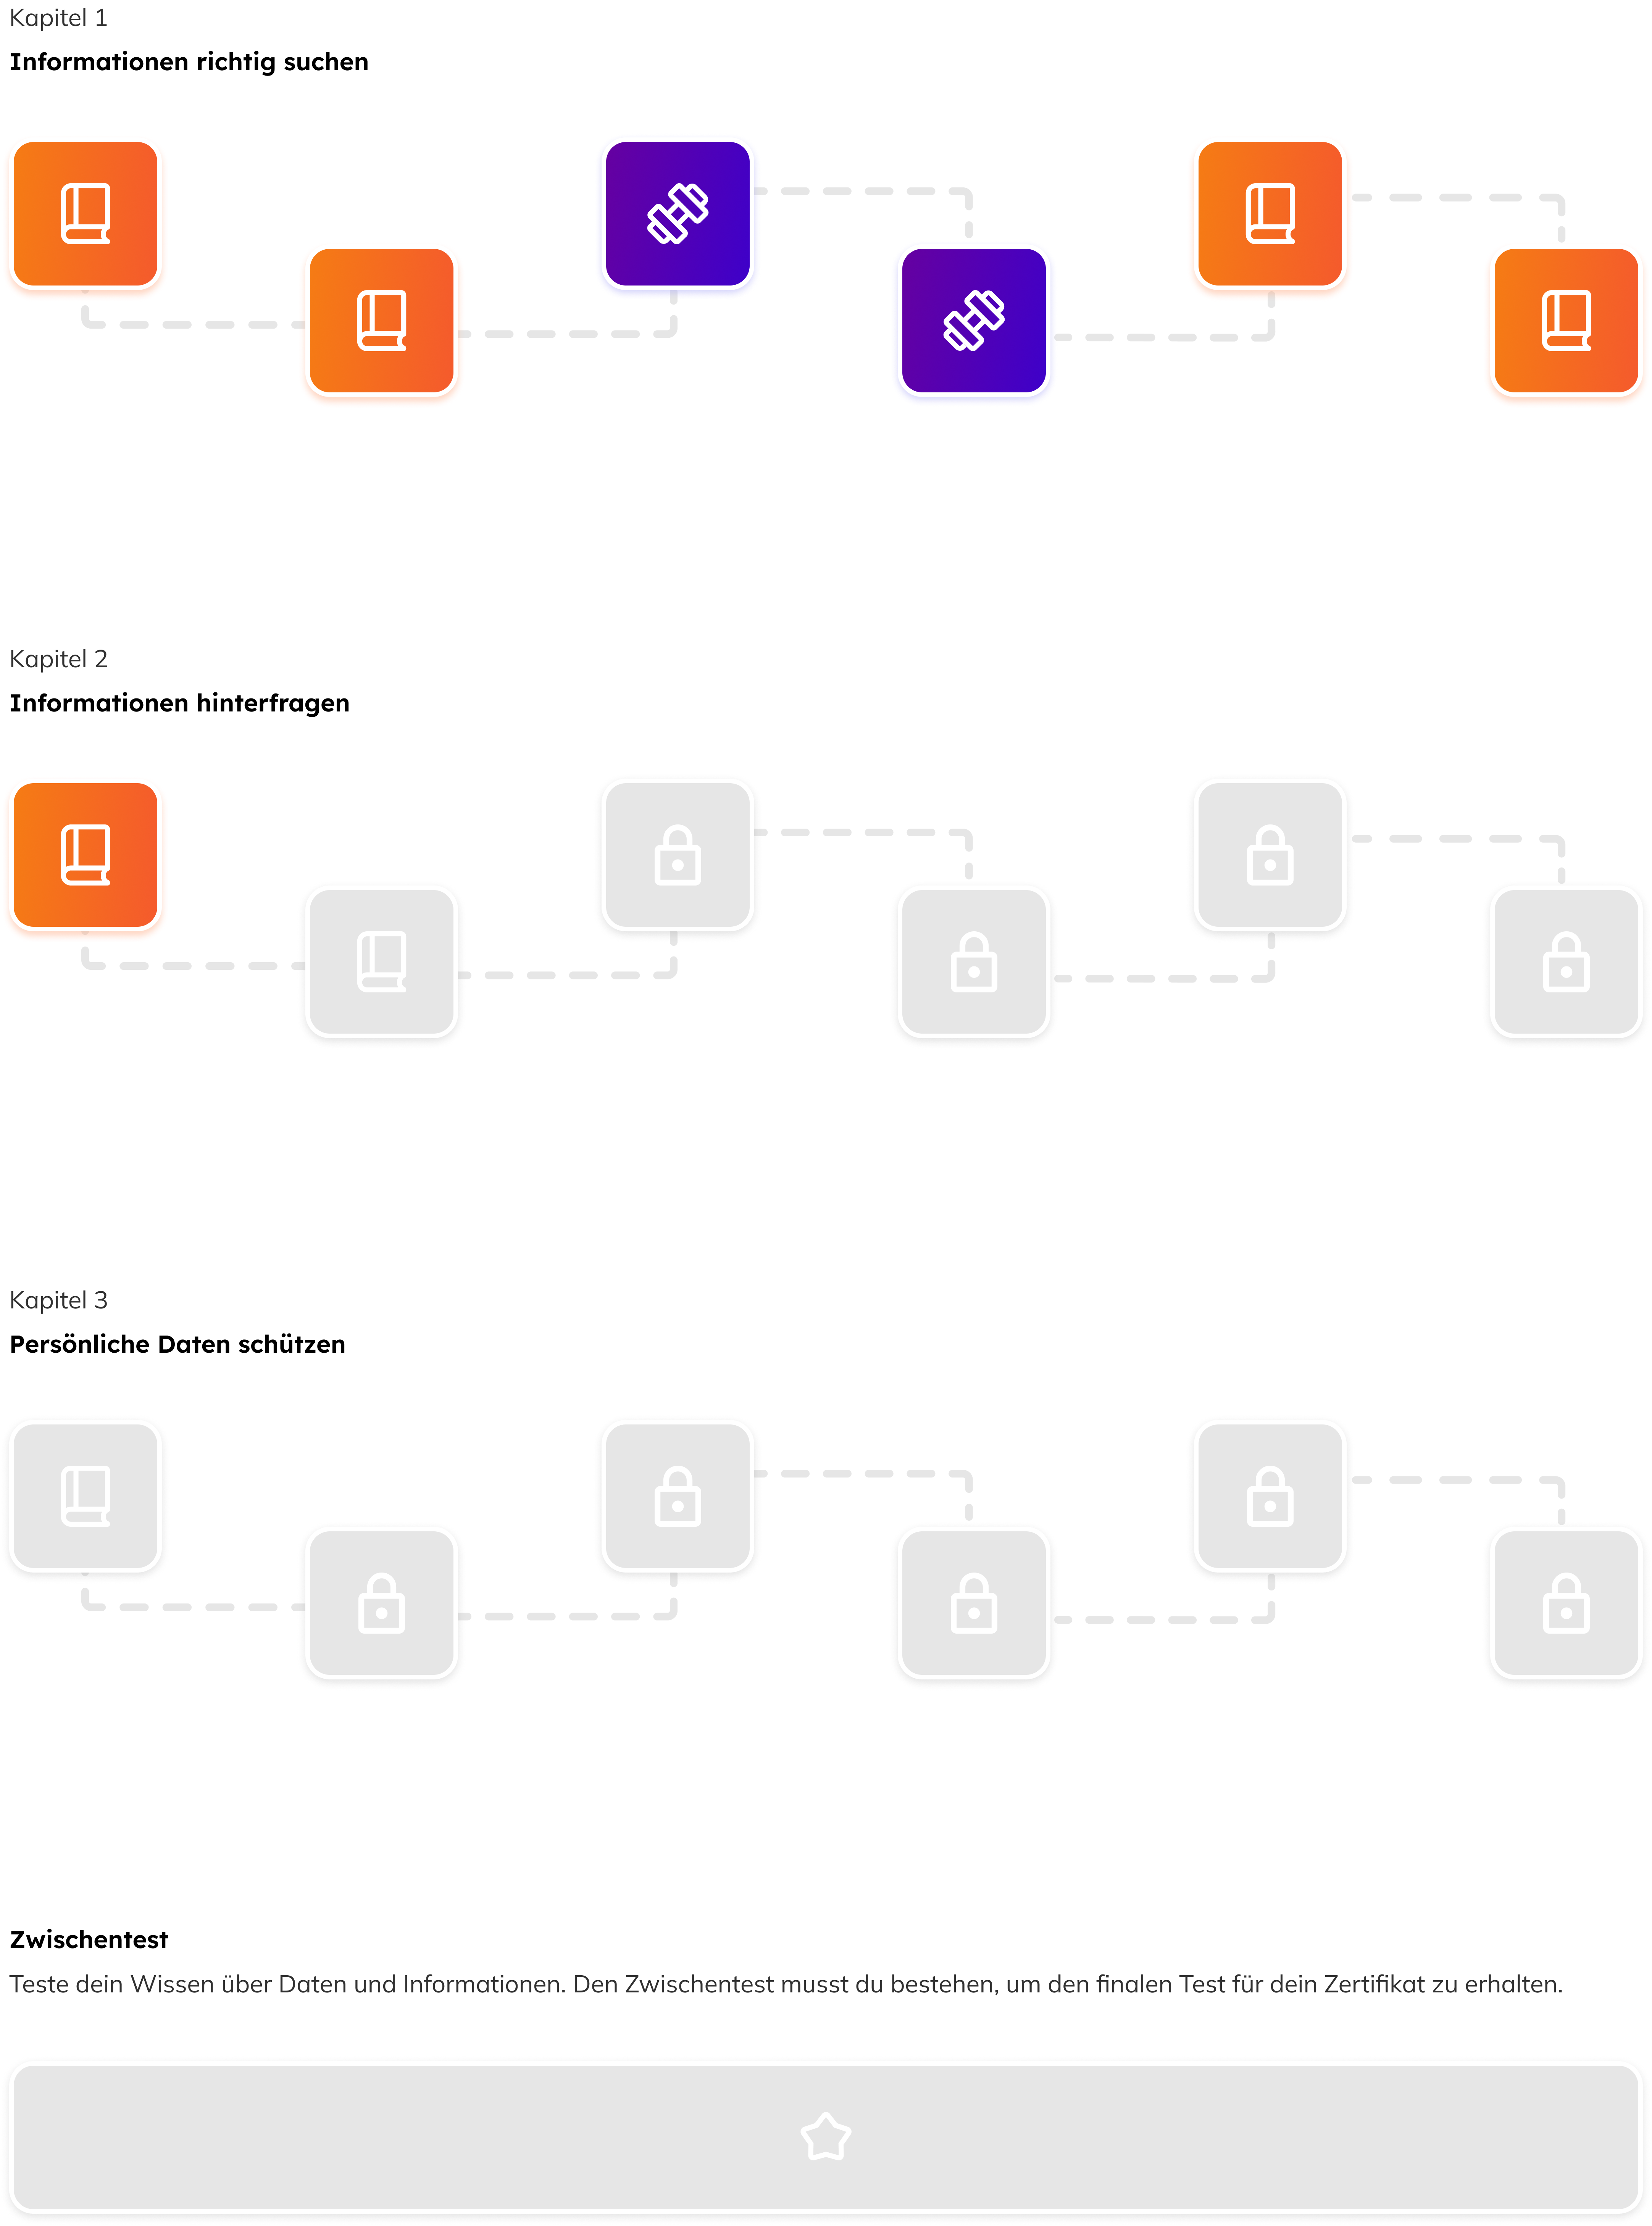 Kapitel 1
Informationen richtig suchen
Kapitel 2
Informationen hinterfragen
Kapitel 3
Persönliche Daten schützen
Zwischentest
Teste dein Wissen über Daten und Informationen. Den Zwischentest musst du bestehen, um den finalen Test für dein Zertifikat zu erhalten.